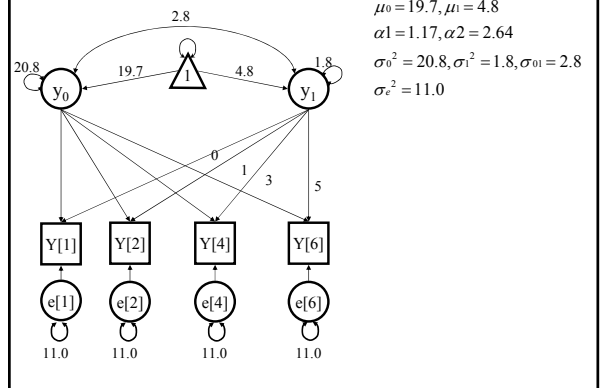 2.8
μ₀ = 19.7, μ₁ = 4.8
α1 = 1.17, α2 = 2.64
σ₀² = 20.8, σ₁² = 1.8, σ₀₁ = 2.8
σₑ² = 11.0
20.8 19.7 1 4.8 1.8
y₀ y₁
0 1 3 5
Y[1] Y[2] Y[4] Y[6]
e[1] e[2] e[4] e[6]
11.0 11.0 11.0 11.0